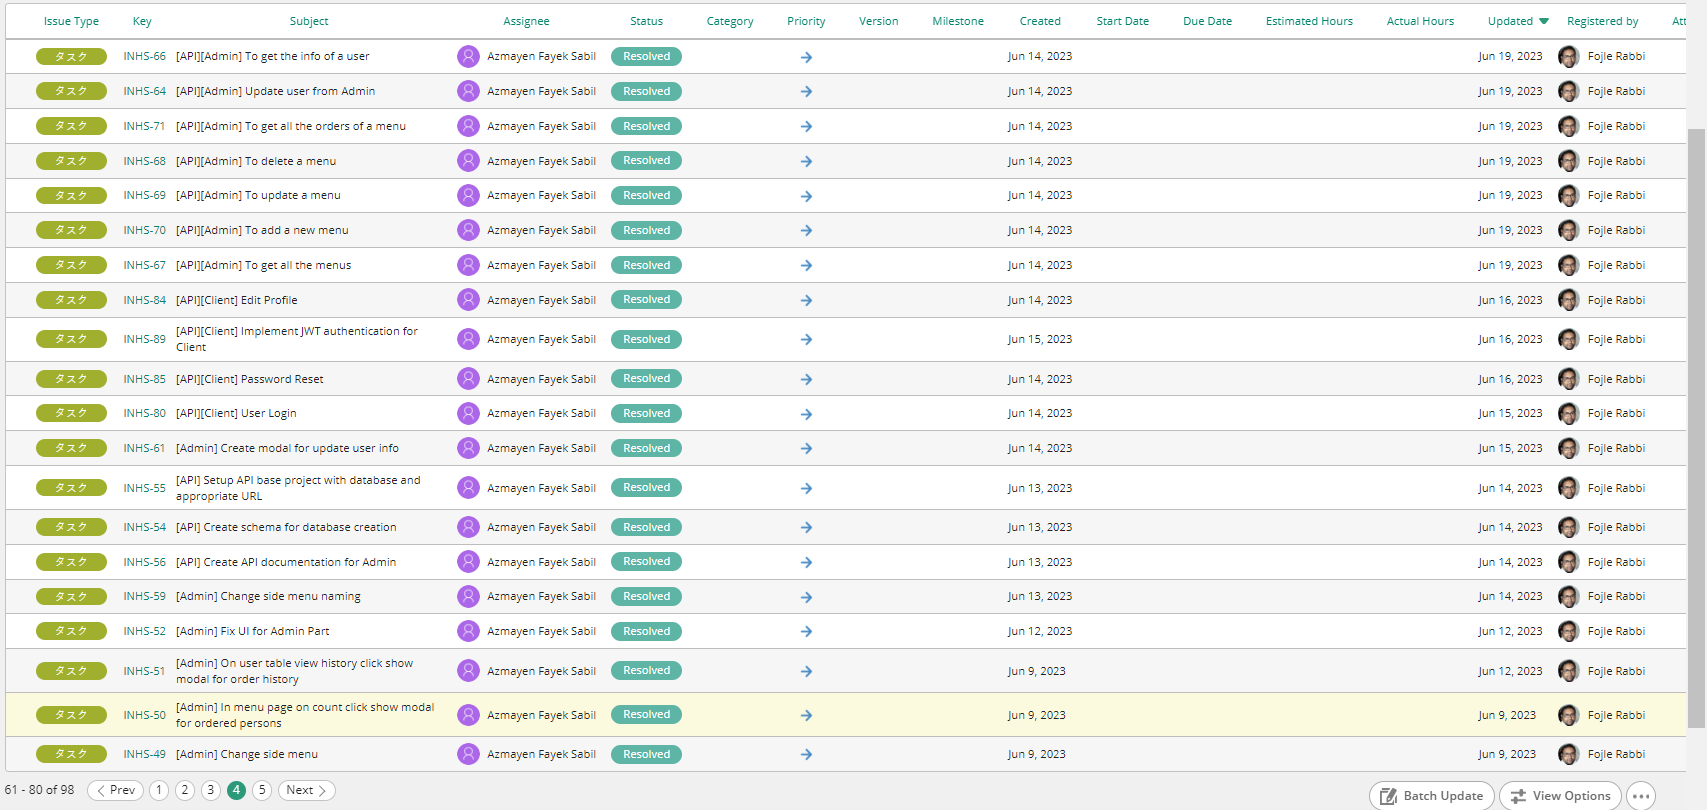 Issue Type Key Subject Assignee Status Category Priority Version Milestone Created Start Date Due Date Estimated Hours Actual Hours Updated Registered by Att
タスク INHS-66 [API][Admin] To get the info of a user Azmayen Fayek Sabil Resolved Jun 14, 2023 Jun 19, 2023 Fojle Rabbi
タスク INHS-64 [API][Admin] Update user from Admin Azmayen Fayek Sabil Resolved Jun 14, 2023 Jun 19, 2023 Fojle Rabbi
タスク INHS-71 [API][Admin] To get all the orders of a menu Azmayen Fayek Sabil Resolved Jun 14, 2023 Jun 19, 2023 Fojle Rabbi
タスク INHS-68 [API][Admin] To delete a menu Azmayen Fayek Sabil Resolved Jun 14, 2023 Jun 19, 2023 Fojle Rabbi
タスク INHS-69 [API][Admin] To update a menu Azmayen Fayek Sabil Resolved Jun 14, 2023 Jun 19, 2023 Fojle Rabbi
タスク INHS-70 [API][Admin] To add a new menu Azmayen Fayek Sabil Resolved Jun 14, 2023 Jun 19, 2023 Fojle Rabbi
タスク INHS-67 [API][Admin] To get all the menus Azmayen Fayek Sabil Resolved Jun 14, 2023 Jun 19, 2023 Fojle Rabbi
タスク INHS-84 [API][Client] Edit Profile Azmayen Fayek Sabil Resolved Jun 14, 2023 Jun 16, 2023 Fojle Rabbi
タスク INHS-89 [API][Client] Implement JWT authentication for
Client Azmayen Fayek Sabil Resolved Jun 15, 2023 Jun 16, 2023 Fojle Rabbi
タスク INHS-85 [API][Client] Password Reset Azmayen Fayek Sabil Resolved Jun 14, 2023 Jun 16, 2023 Fojle Rabbi
タスク INHS-80 [API][Client] User Login Azmayen Fayek Sabil Resolved Jun 14, 2023 Jun 15, 2023 Fojle Rabbi
タスク INHS-61 [Admin] Create modal for update user info Azmayen Fayek Sabil Resolved Jun 14, 2023 Jun 15, 2023 Fojle Rabbi
タスク INHS-55 [API] Setup API base project with database and
appropriate URL Azmayen Fayek Sabil Resolved Jun 13, 2023 Jun 14, 2023 Fojle Rabbi
タスク INHS-54 [API] Create schema for database creation Azmayen Fayek Sabil Resolved Jun 13, 2023 Jun 14, 2023 Fojle Rabbi
タスク INHS-56 [API] Create API documentation for Admin Azmayen Fayek Sabil Resolved Jun 13, 2023 Jun 14, 2023 Fojle Rabbi
タスク INHS-59 [Admin] Change side menu naming Azmayen Fayek Sabil Resolved Jun 13, 2023 Jun 14, 2023 Fojle Rabbi
タスク INHS-52 [Admin] Fix UI for Admin Part Azmayen Fayek Sabil Resolved Jun 12, 2023 Jun 12, 2023 Fojle Rabbi
タスク INHS-51 [Admin] On user table view history click show
modal for order history Azmayen Fayek Sabil Resolved Jun 9, 2023 Jun 12, 2023 Fojle Rabbi
タスク INHS-50 [Admin] In menu page on count click show modal
for ordered persons Azmayen Fayek Sabil Resolved Jun 9, 2023 Jun 9, 2023 Fojle Rabbi
タスク INHS-49 [Admin] Change side menu Azmayen Fayek Sabil Resolved Jun 9, 2023 Jun 9, 2023 Fojle Rabbi
61 - 80 of 98 Prev 1 2 3 4 5 Next Batch Update View Options